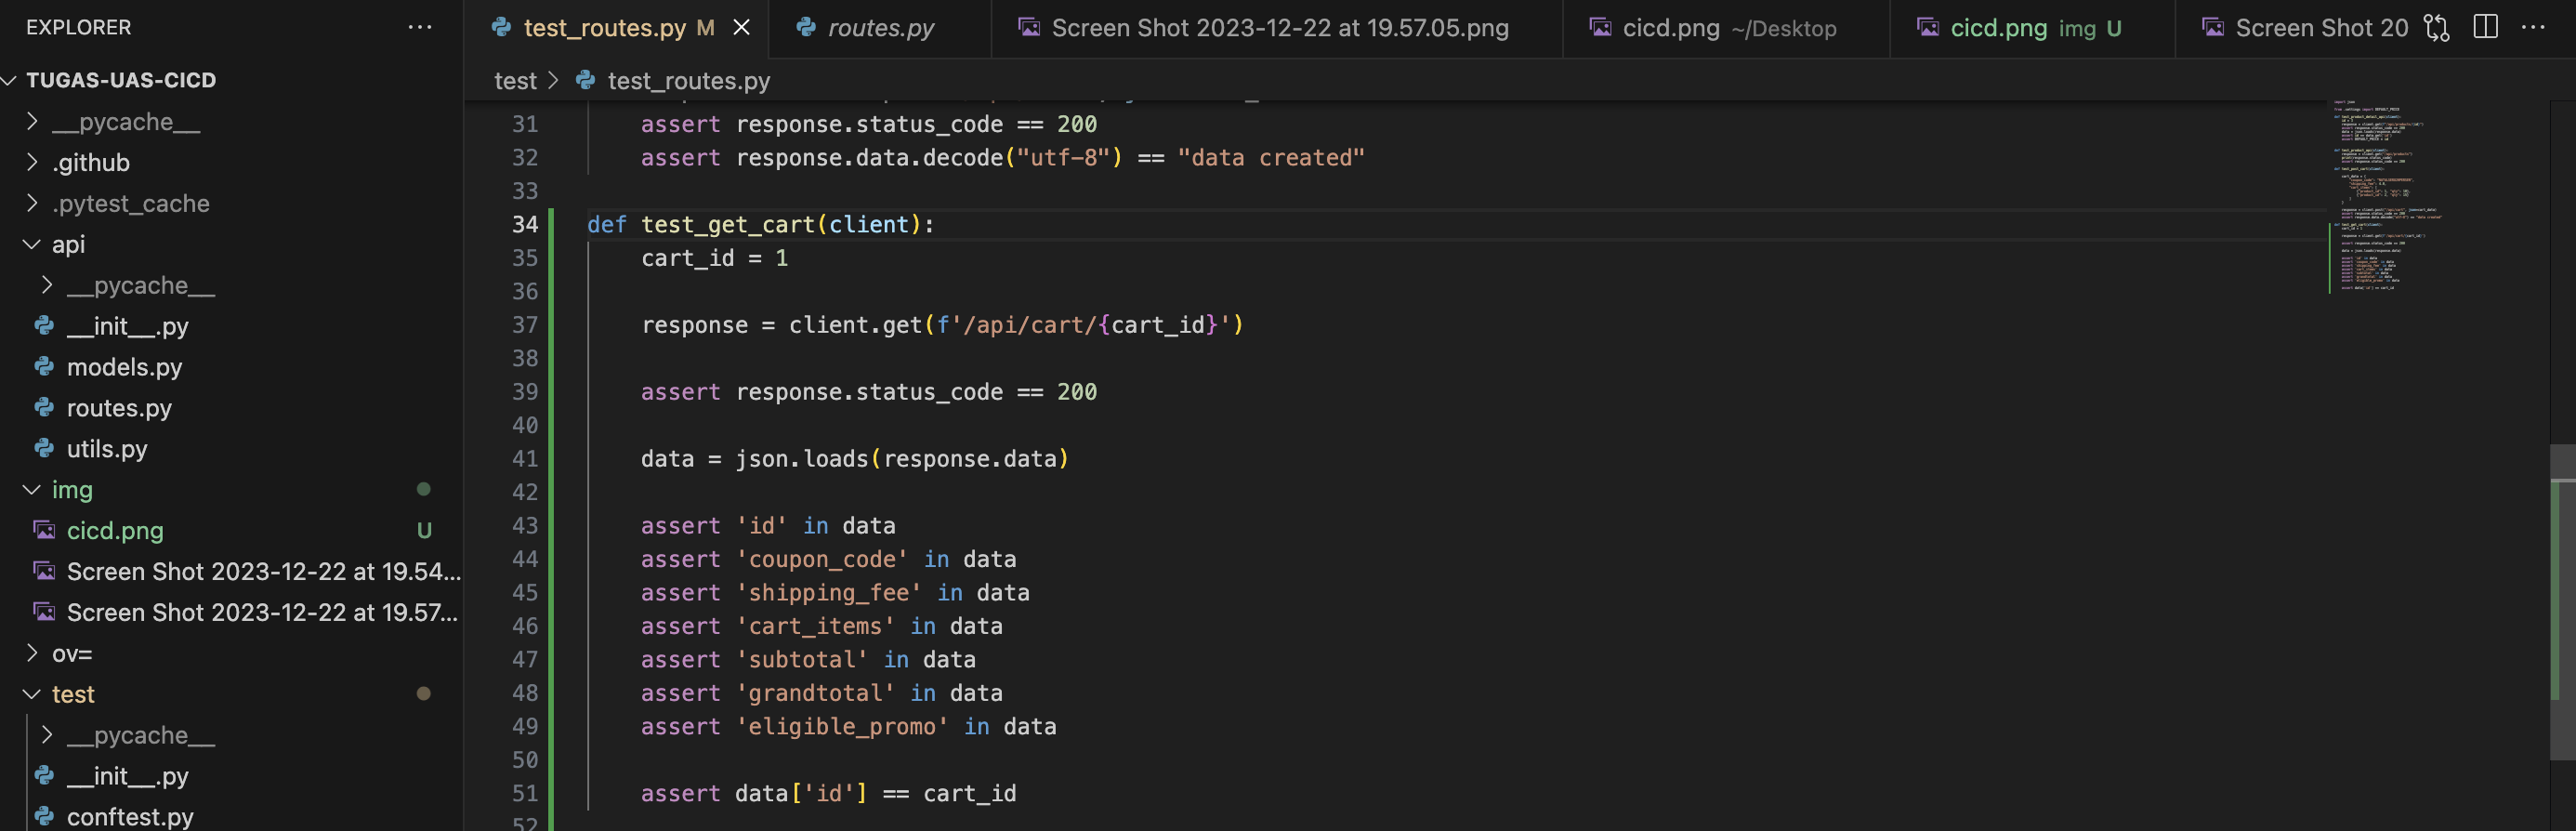 EXPLORER
TUGAS-UAS-CICD
__pycache__
.github
.pytest_cache
api
__pycache__
__init__.py
models.py
routes.py
utils.py
img
cicd.png U
Screen Shot 2023-12-22 at 19.54...
Screen Shot 2023-12-22 at 19.57...
ov=
test
__pycache__
__init__.py
conftest.py
test_routes.py M
routes.py
Screen Shot 2023-12-22 at 19.57.05.png
cicd.png ~/Desktop
cicd.png img U
Screen Shot 20
test > test_routes.py
31 assert response.status_code == 200
32 assert response.data.decode("utf-8") == "data created"
33
34 def test_get_cart(client):
35 cart_id = 1
36
37 response = client.get(f'/api/cart/{cart_id}')
38
39 assert response.status_code == 200
40
41 data = json.loads(response.data)
42
43 assert 'id' in data
44 assert 'coupon_code' in data
45 assert 'shipping_fee' in data
46 assert 'cart_items' in data
47 assert 'subtotal' in data
48 assert 'grandtotal' in data
49 assert 'eligible_promo' in data
50
51 assert data['id'] == cart_id
52